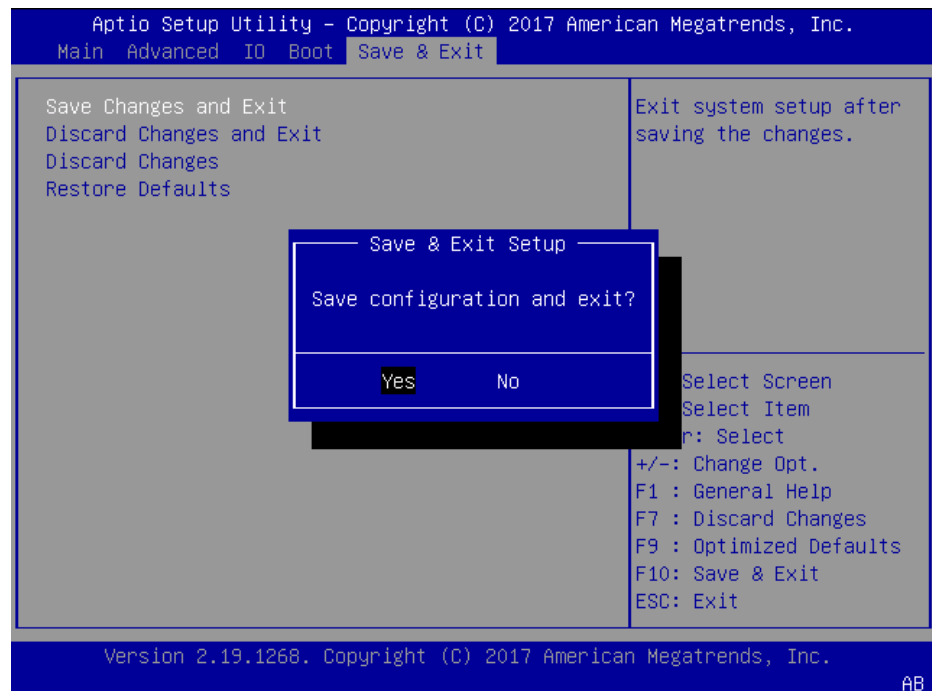 Aptio Setup Utility – Copyright (C) 2017 American Megatrends, Inc.
Main Advanced IO Boot Save & Exit
Save Changes and Exit
Discard Changes and Exit
Discard Changes
Restore Defaults
Exit system setup after
saving the changes.
Save & Exit Setup
Save configuration and exit?
Yes No
Select Screen
Select Item
r: Select
+/-: Change Opt.
F1 : General Help
F7 : Discard Changes
F9 : Optimized Defaults
F10: Save & Exit
ESC: Exit
Version 2.19.1268. Copyright (C) 2017 American Megatrends, Inc.
AB